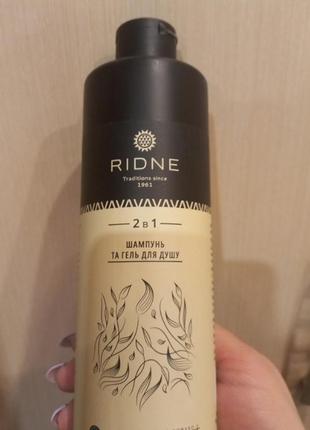 RIDNE
Traditions since
1961
2 в 1
ШАМПУНЬ
ТА ГЕЛЬ ДЛЯ ДУШУ